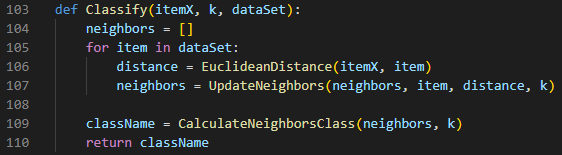 103 def Classify(itemX, k, dataSet):
104     neighbors = []
105     for item in dataSet:
106         distance = EuclideanDistance(itemX, item)
107         neighbors = UpdateNeighbors(neighbors, item, distance, k)
108
109     className = CalculateNeighborsClass(neighbors, k)
110     return className